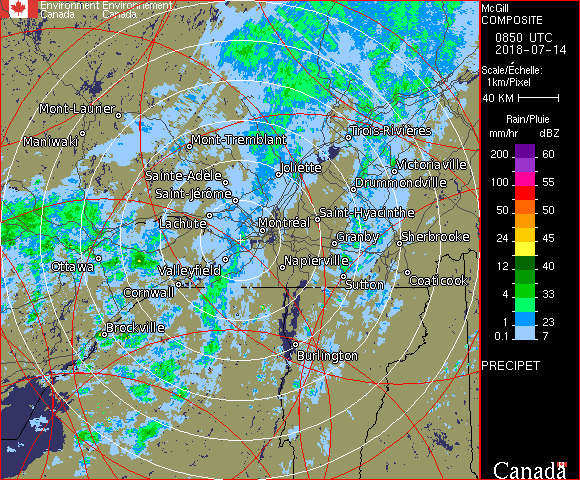 Environment Environnement
Canada Canada
McGill
COMPOSITE
0850 UTC
2018-07-14
Scale/Échelle:
1km/Pixel
40 KM
Rain/Pluie
mm/hr dBZ
200 60
100 55
50 50
24 45
12 40
4 33
1 23
0.1 7
PRECIPET
Canada
Mont-Laurier
Maniwaki
Mont-Tremblant
Trois-Rivières
Joliette
Victoriaville
Sainte-Adèle
Drummondville
Saint-Jérôme
Lachute
Montréal
Saint-Hyacinthe
Granby
Sherbrooke
Ottawa
Valleyfield
Napierville
Cornwall
Sutton
Coaticook
Brockville
Burlington